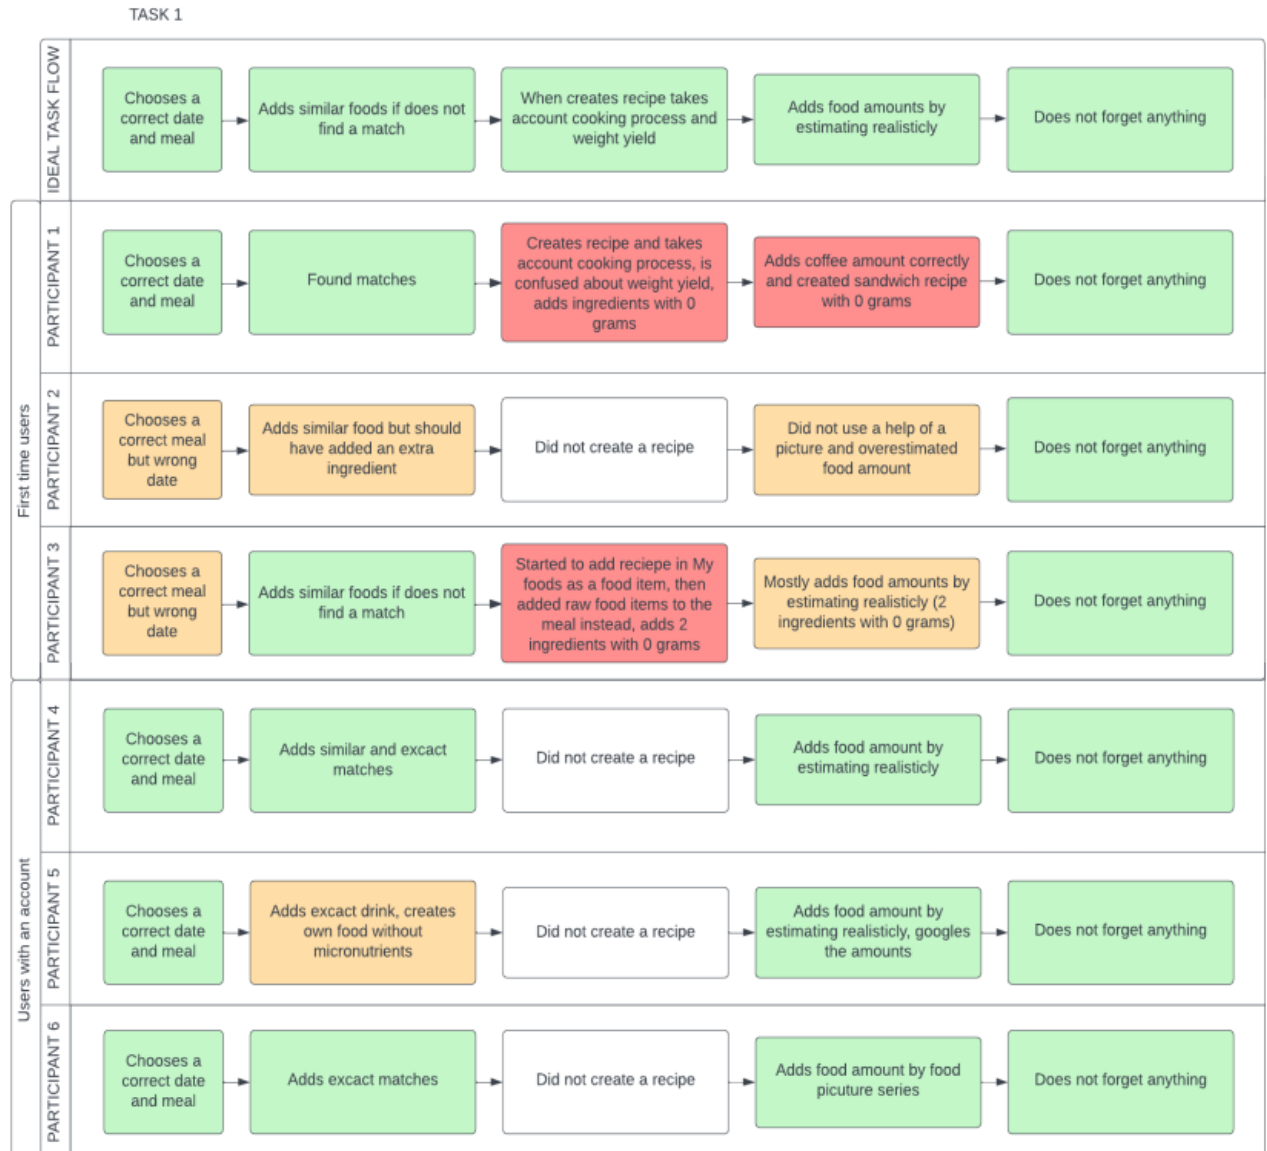 TASK 1
IDEAL TASK FLOW
Chooses a
correct date
and meal
Adds similar foods if does not
find a match
When creates recipe takes
account cooking process and
weight yield
Adds food amounts by
estimating realisticly
Does not forget anything
First time users
PARTICIPANT 1
Chooses a
correct date
and meal
Found matches
Creates recipe and takes
account cooking process, is
confused about weight yield,
adds ingredients with 0
grams
Adds coffee amount correctly
and created sandwich recipe
with 0 grams
Does not forget anything
PARTICIPANT 2
Chooses a
correct meal
but wrong
date
Adds similar food but should
have added an extra
ingredient
Did not create a recipe
Did not use a help of a
picture and overestimated
food amount
Does not forget anything
PARTICIPANT 3
Chooses a
correct meal
but wrong
date
Adds similar foods if does not
find a match
Started to add reciepe in My
foods as a food item, then
added raw food items to the
meal instead, adds 2
ingredients with 0 grams
Mostly adds food amounts by
estimating realisticly (2
ingredients with 0 grams)
Does not forget anything
Users with an account
PARTICIPANT 4
Chooses a
correct date
and meal
Adds similar and excact
matches
Did not create a recipe
Adds food amount by
estimating realisticly
Does not forget anything
PARTICIPANT 5
Chooses a
correct date
and meal
Adds excact drink, creates
own food without
micronutrients
Did not create a recipe
Adds food amount by
estimating realisticly, googles
the amounts
Does not forget anything
PARTICIPANT 6
Chooses a
correct date
and meal
Adds excact matches
Did not create a recipe
Adds food amount by food
picuture series
Does not forget anything